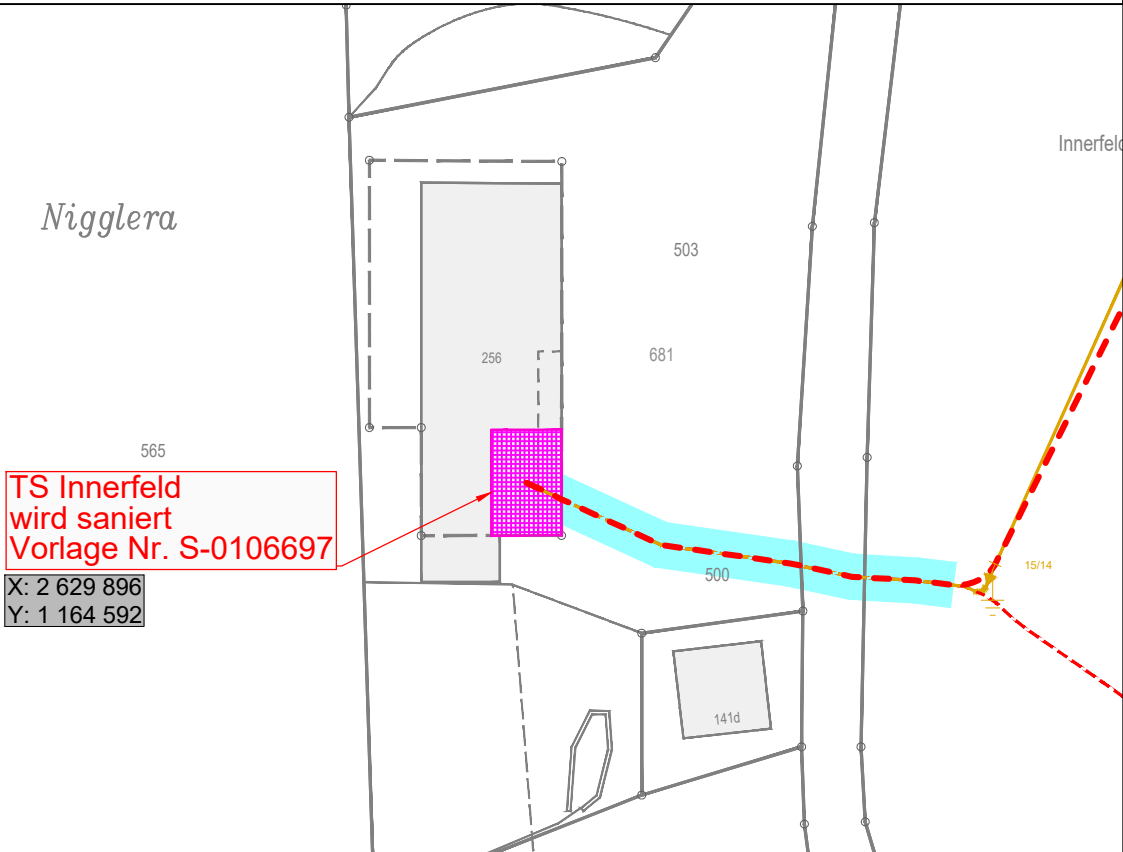 Innerfeld
Nigglera
503
256
681
565
TS Innerfeld
wird saniert
Vorlage Nr. S-0106697
X: 2 629 896
Y: 1 164 592
500
15/14
141d